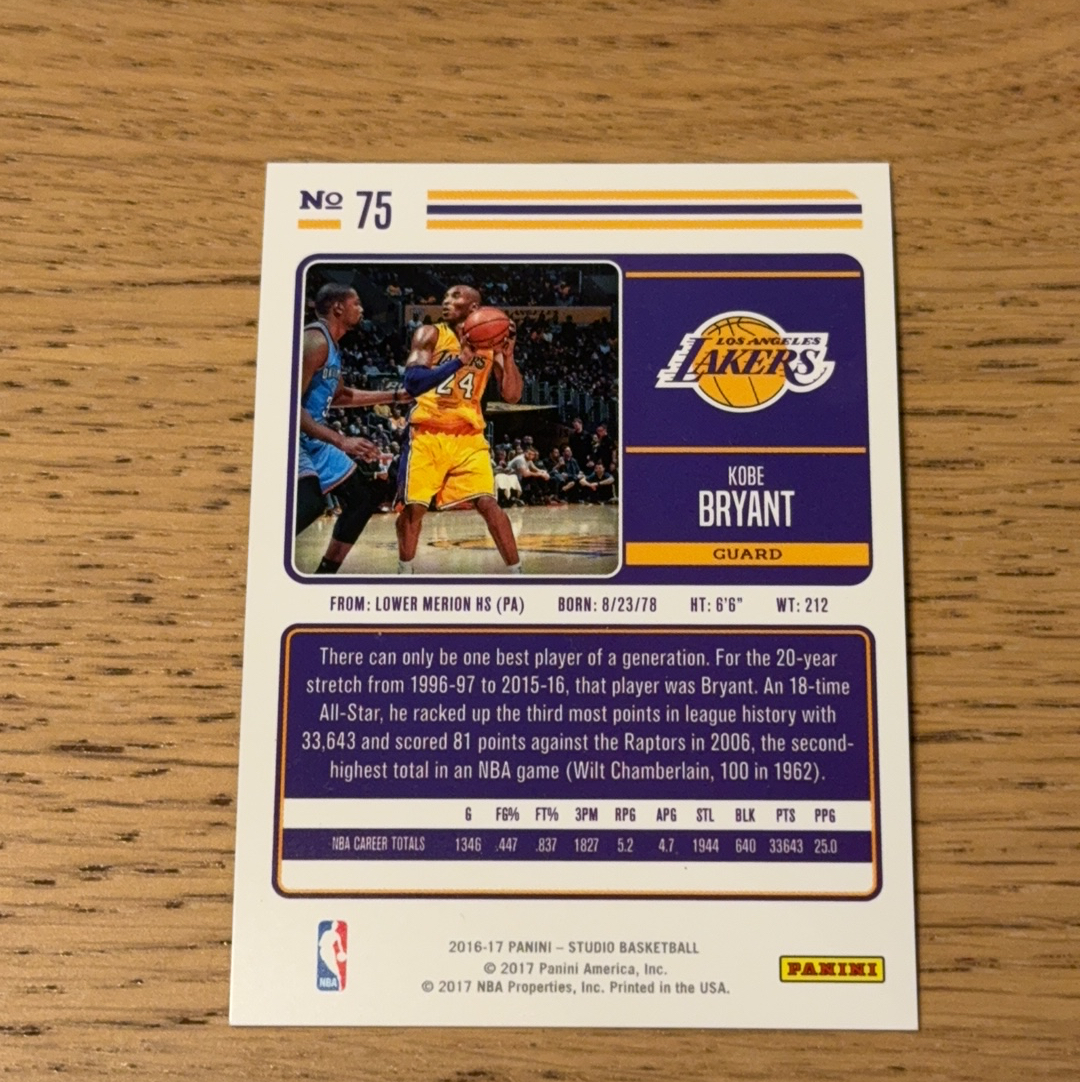 No 75
LOS ANGELES
LAKERS
LAKERS
24
KOBE
BRYANT
GUARD
FROM: LOWER MERION HS (PA) BORN: 8/23/78 HT: 6'6" WT: 212
There can only be one best player of a generation. For the 20-year
stretch from 1996-97 to 2015-16, that player was Bryant. An 18-time
All-Star, he racked up the third most points in league history with
33,643 and scored 81 points against the Raptors in 2006, the second-
highest total in an NBA game (Wilt Chamberlain, 100 in 1962).
G FG% FT% 3PM RPG APG STL BLK PTS PPG
NBA CAREER TOTALS 1346 .447 .837 1827 5.2 4.7 1944 640 33643 25.0
NBA
2016-17 PANINI – STUDIO BASKETBALL
© 2017 Panini America, Inc.
© 2017 NBA Properties, Inc. Printed in the USA.
PANINI